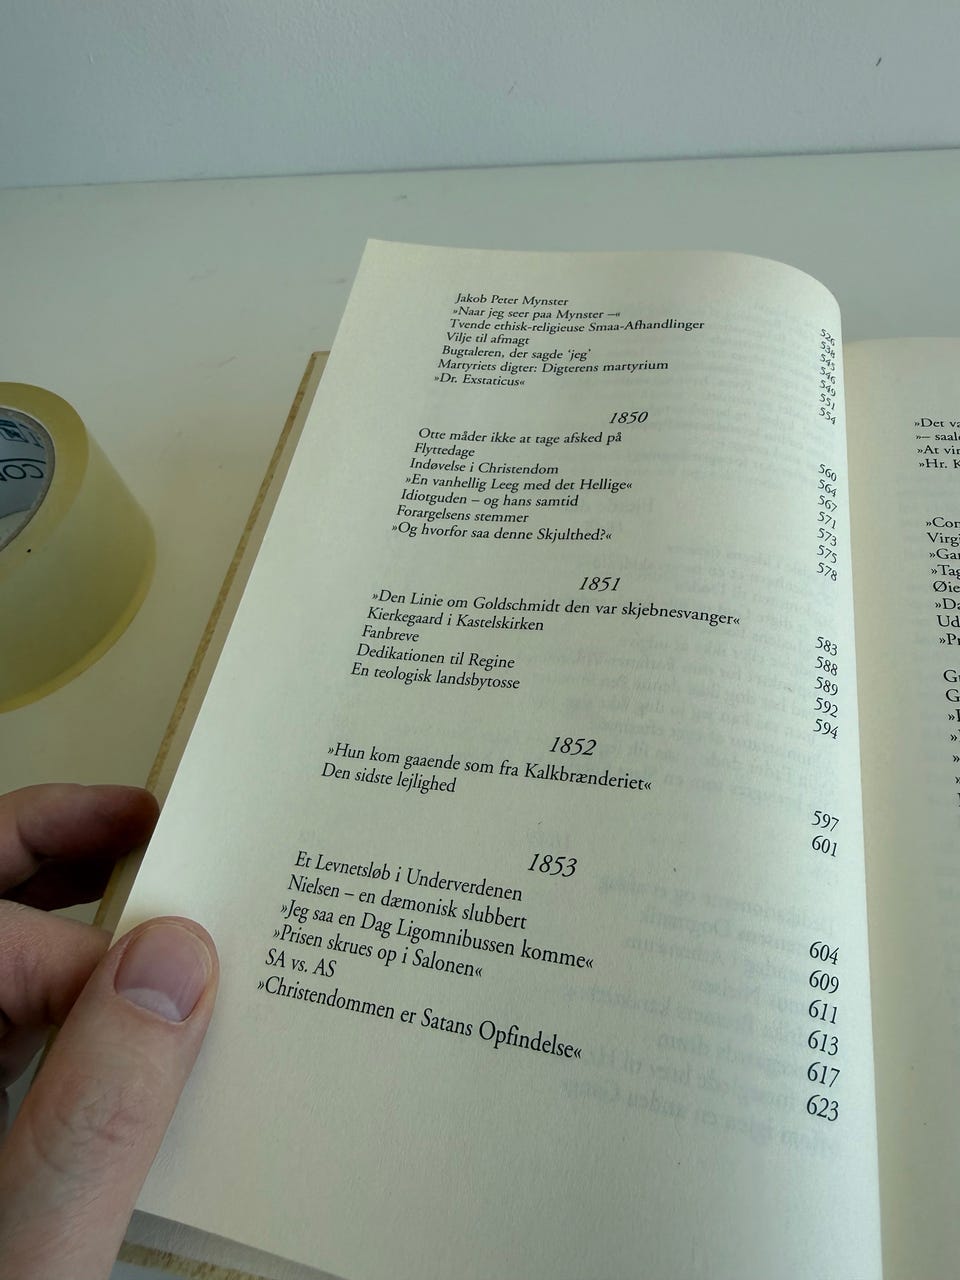 Jakob Peter Mynster 526
»Naar jeg seer paa Mynster –« 538
Tvende ethisk-religieuse Smaa-Afhandlinger 545
Vilje til afmagt 546
Bugtaleren, der sagde ‘jeg’ 549
Martyriets digter: Digterens martyrium 551
»Dr. Exstaticus« 554
1850
Otte måder ikke at tage afsked på 560
Flyttedage 564
Indøvelse i Christendom 567
»En vanhellig Leeg med det Hellige« 571
Idiotguden – og hans samtid 573
Forargelsens stemmer 575
»Og hvorfor saa denne Skjulthed?« 578
1851
»Den Linie om Goldschmidt den var skjebnesvanger« 583
Kierkegaard i Kastelskirken 588
Fanbreve 589
Dedikationen til Regine 592
En teologisk landsbytosse 594
1852
»Hun kom gaaende som fra Kalkbrænderiet« 597
Den sidste lejlighed 601
1853
Et Levnetsløb i Underverdenen 604
Nielsen – en dæmonisk slubbert 609
»Jeg saa en Dag Ligomnibussen komme« 611
»Prisen skrues op i Salonen« 613
SA vs. AS 617
»Christendommen er Satans Opfindelse« 623
»Det
»–
»At
»Hr.